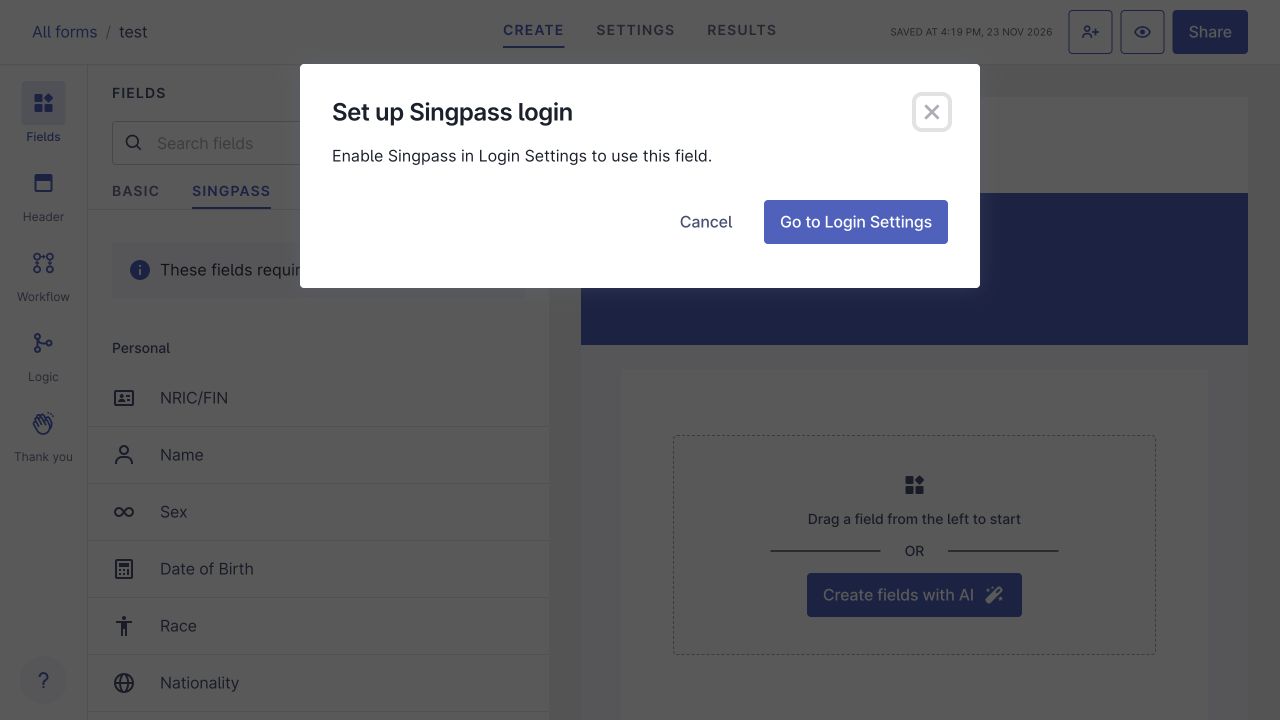 All forms / test
CREATE
SETTINGS
RESULTS
SAVED AT 4:19 PM, 23 NOV 2026
Share
Fields
Header
Workflow
Logic
Thank you
?
FIELDS
Search fields
BASIC
SINGPASS
These fields requir
Personal
NRIC/FIN
Name
Sex
Date of Birth
Race
Nationality
Set up Singpass login
Enable Singpass in Login Settings to use this field.
Cancel
Go to Login Settings
Drag a field from the left to start
OR
Create fields with AI